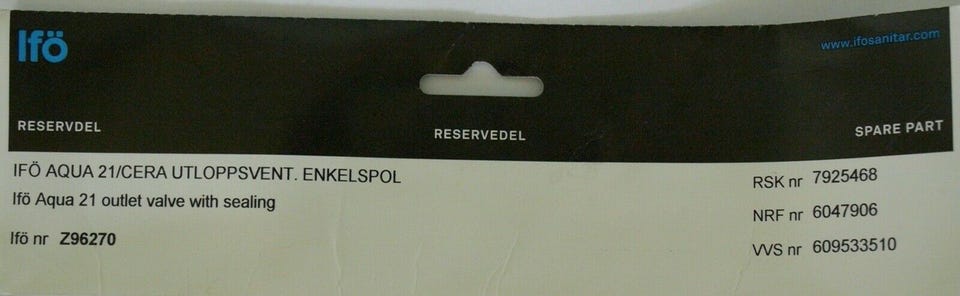 Ifö
www.ifosanitar.com
RESERVDEL
RESERVEDEL
SPARE PART
IFÖ AQUA 21/CERA UTLOPPSVENT. ENKELSPOL
Ifö Aqua 21 outlet valve with sealing
Ifö nr Z96270
RSK nr 7925468
NRF nr 6047906
VVS nr 609533510